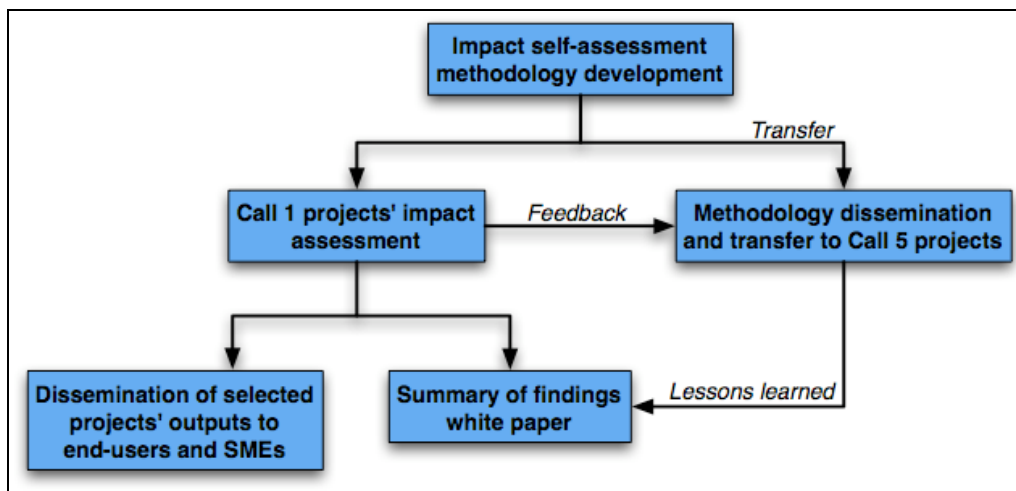 Impact self-assessment
methodology development
Transfer
Call 1 projects' impact
assessment
Feedback
Methodology dissemination
and transfer to Call 5 projects
Dissemination of selected
projects' outputs to
end-users and SMEs
Summary of findings
white paper
Lessons learned